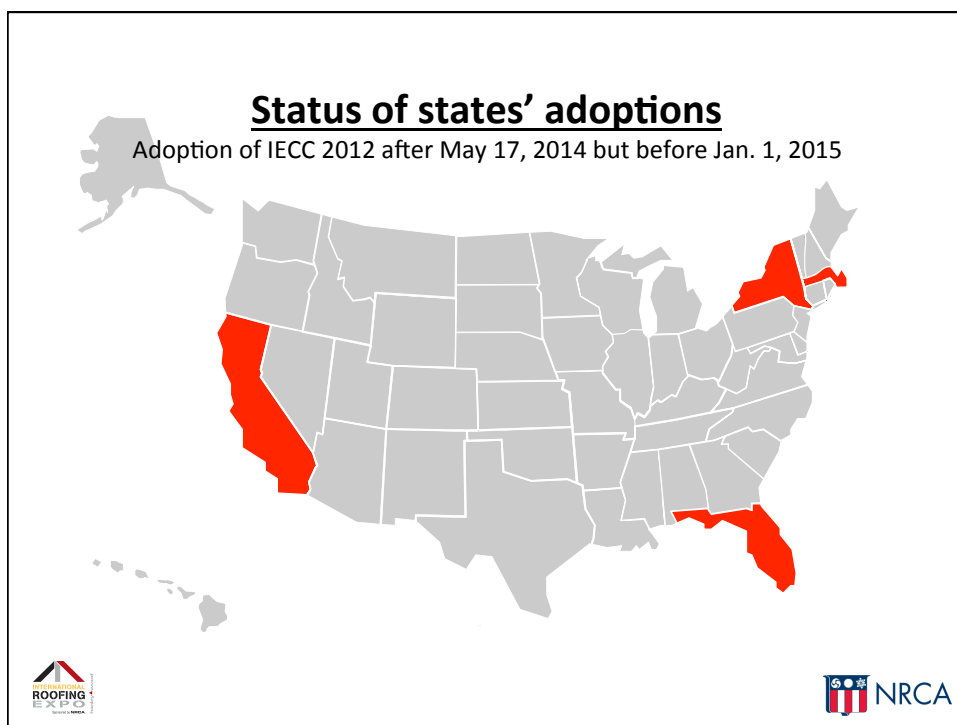 Status of states’ adoptions
Adoption of IECC 2012 after May 17, 2014 but before Jan. 1, 2015
INTERNATIONAL
ROOFING
EXPO
NRCA